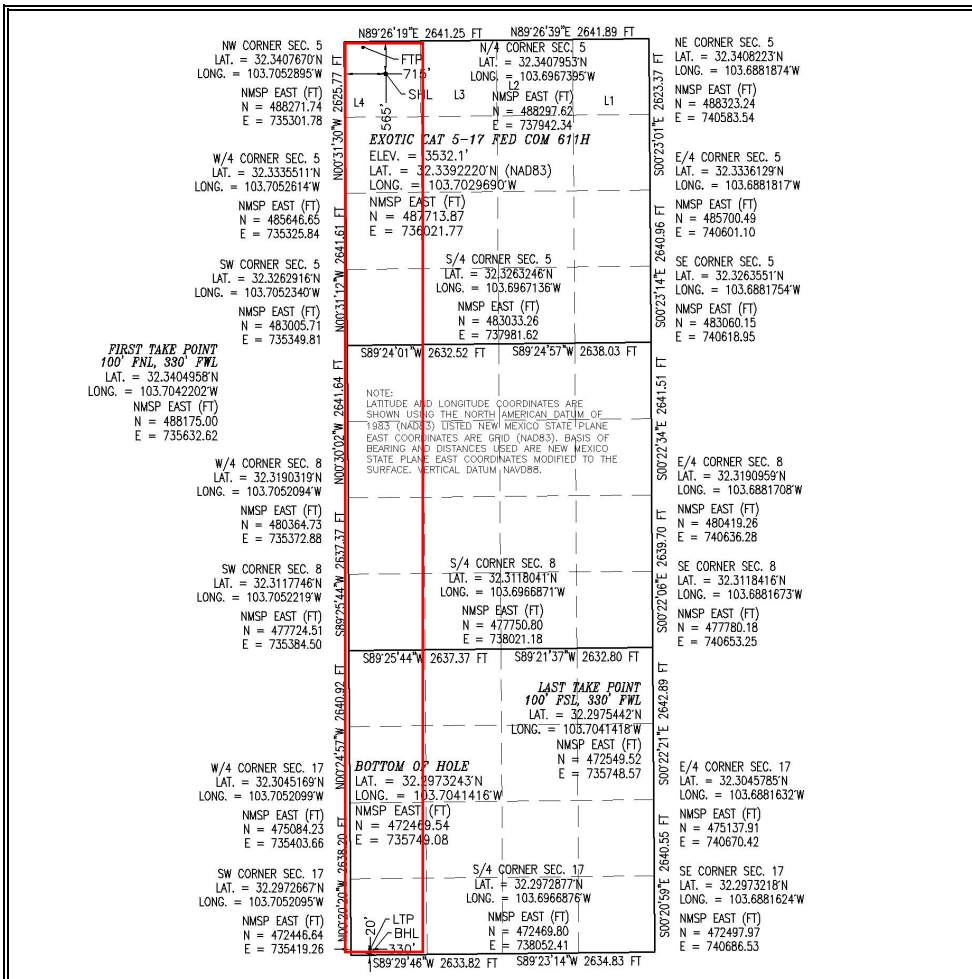 N89°26'19"E 2641.25 FT
N89°26'39"E 2641.89 FT
NW CORNER SEC. 5
LAT. = 32.3407670°N
LONG. = 103.7052895°W
NMSP EAST (FT)
N = 488271.74
E = 735301.78
N/4 CORNER SEC. 5
LAT. = 32.3407953°N
LONG. = 103.6967395°W
NMSP EAST (FT)
N = 488297.62
E = 737942.34
NE CORNER SEC. 5
LAT. = 32.3408223°N
LONG. = 103.6881874°W
NMSP EAST (FT)
N = 488323.24
E = 740583.54
FTP
715'
SHL
565'
L4
L3
L2
L1
N00°31'30"W 2625.77 FT
S00°23'01"E 2623.37 FT
EXOTIC CAT 5-17 FED COM 611H
ELEV. = 3532.1'
LAT. = 32.3392220°N (NAD83)
LONG. = 103.7029690°W
NMSP EAST (FT)
N = 487713.87
E = 736021.77
W/4 CORNER SEC. 5
LAT. = 32.3335511°N
LONG. = 103.7052614°W
NMSP EAST (FT)
N = 485646.65
E = 735325.84
E/4 CORNER SEC. 5
LAT. = 32.3336129°N
LONG. = 103.6881817°W
NMSP EAST (FT)
N = 485700.49
E = 740601.10
N00°31'12"W 2641.61 FT
S00°23'14"E 2640.96 FT
SW CORNER SEC. 5
LAT. = 32.3262916°N
LONG. = 103.7052340°W
NMSP EAST (FT)
N = 483005.71
E = 735349.81
S/4 CORNER SEC. 5
LAT. = 32.3263246°N
LONG. = 103.6967136°W
NMSP EAST (FT)
N = 483033.26
E = 737981.62
SE CORNER SEC. 5
LAT. = 32.3263551°N
LONG. = 103.6881754°W
NMSP EAST (FT)
N = 483060.15
E = 740618.95
S89°24'01"W 2632.52 FT
S89°24'57"W 2638.03 FT
FIRST TAKE POINT
100' FNL, 330' FWL
LAT. = 32.3404958°N
LONG. = 103.7042202°W
NMSP EAST (FT)
N = 488175.00
E = 735632.62
N00°30'02"W 2641.64 FT
S00°22'34"E 2641.51 FT
NOTE:
LATITUDE AND LONGITUDE COORDINATES ARE
SHOWN USING THE NORTH AMERICAN DATUM OF
1983 (NAD83) LISTED NEW MEXICO STATE PLANE
EAST COORDINATES ARE GRID (NAD83). BASIS OF
BEARING AND DISTANCES USED ARE NEW MEXICO
STATE PLANE EAST COORDINATES MODIFIED TO THE
SURFACE. VERTICAL DATUM NAVD88.
W/4 CORNER SEC. 8
LAT. = 32.3190319°N
LONG. = 103.7052094°W
NMSP EAST (FT)
N = 480364.73
E = 735372.88
E/4 CORNER SEC. 8
LAT. = 32.3190959°N
LONG. = 103.6881708°W
NMSP EAST (FT)
N = 480419.26
E = 740636.28
S89°25'44"W 2637.37 FT
S00°22'06"E 2639.70 FT
SW CORNER SEC. 8
LAT. = 32.3117746°N
LONG. = 103.7052219°W
NMSP EAST (FT)
N = 477724.51
E = 735384.50
S/4 CORNER SEC. 8
LAT. = 32.3118041°N
LONG. = 103.6966871°W
NMSP EAST (FT)
N = 477750.80
E = 738021.18
SE CORNER SEC. 8
LAT. = 32.3118416°N
LONG. = 103.6881673°W
NMSP EAST (FT)
N = 477780.18
E = 740653.25
S89°25'44"W 2637.37 FT
S89°21'37"W 2632.80 FT
LAST TAKE POINT
100' FSL, 330' FWL
LAT. = 32.2975442°N
LONG. = 103.7041418°W
NMSP EAST (FT)
N = 472549.52
E = 735748.57
N00°24'57"W 2640.92 FT
S00°22'21"E 2642.89 FT
W/4 CORNER SEC. 17
LAT. = 32.3045169°N
LONG. = 103.7052099°W
NMSP EAST (FT)
N = 475084.23
E = 735403.66
BOTTOM OF HOLE
LAT. = 32.2973243°N
LONG. = 103.7041416°W
NMSP EAST (FT)
N = 472469.54
E = 735749.08
E/4 CORNER SEC. 17
LAT. = 32.3045785°N
LONG. = 103.6881632°W
NMSP EAST (FT)
N = 475137.91
E = 740670.42
N00°20'20"W 2638.20 FT
S00°20'59"E 2640.55 FT
SW CORNER SEC. 17
LAT. = 32.2972667°N
LONG. = 103.7052095°W
NMSP EAST (FT)
N = 472446.64
E = 735419.26
S/4 CORNER SEC. 17
LAT. = 32.2972877°N
LONG. = 103.6966876°W
NMSP EAST (FT)
N = 472469.80
E = 738052.41
SE CORNER SEC. 17
LAT. = 32.2973218°N
LONG. = 103.6881624°W
NMSP EAST (FT)
N = 472497.97
E = 740686.53
20'
LTP
BHL
330'
S89°29'46"W 2633.82 FT
S89°23'14"W 2634.83 FT